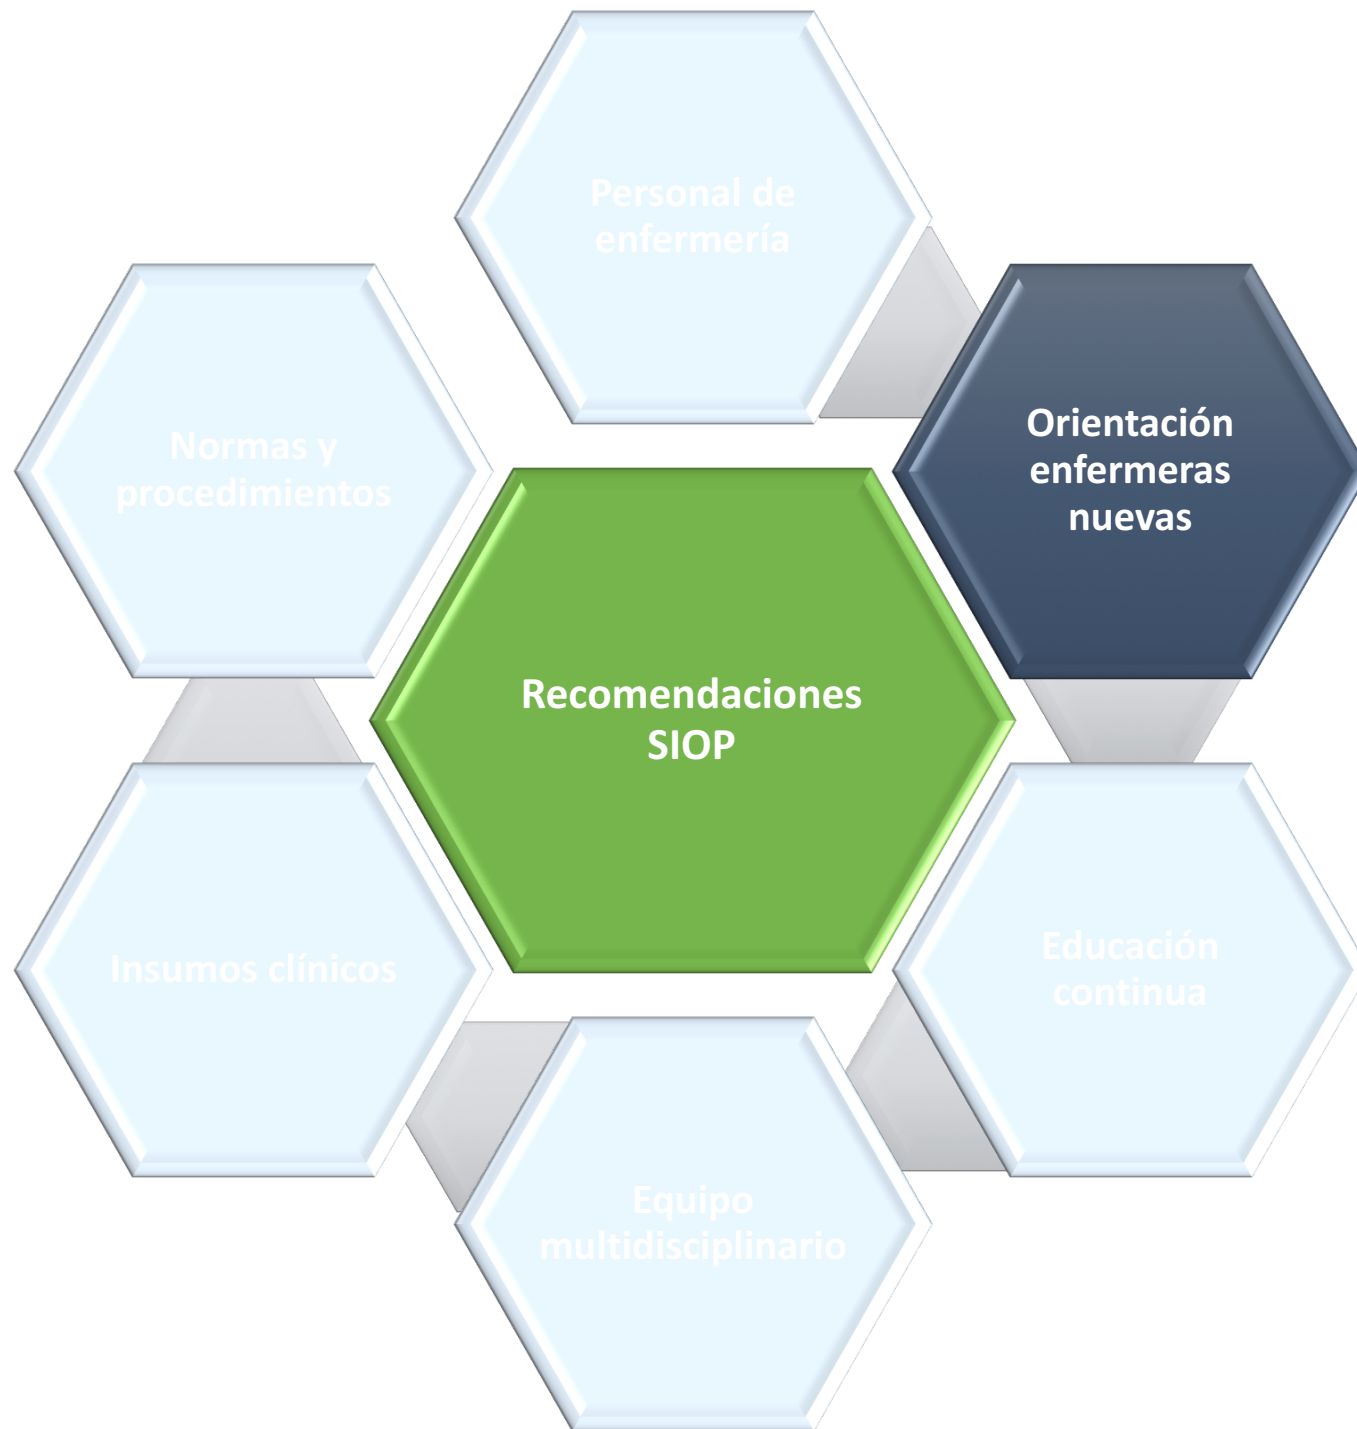 Personal de
enfermería
Orientación
enfermeras
nuevas
Normas y
procedimientos
Recomendaciones
SIOP
Educación
continua
Insumos clínicos
Equipo
multidisciplinario